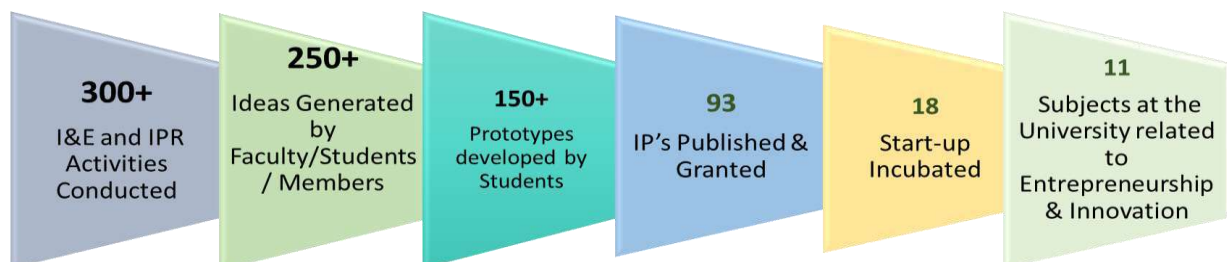 300+
I&E and IPR
Activities
Conducted
250+
Ideas Generated
by
Faculty/Students
/ Members
150+
Prototypes
developed by
Students
93
IP's Published &
Granted
18
Start-up
Incubated
11
Subjects at the
University related
to
Entrepreneurship
& Innovation